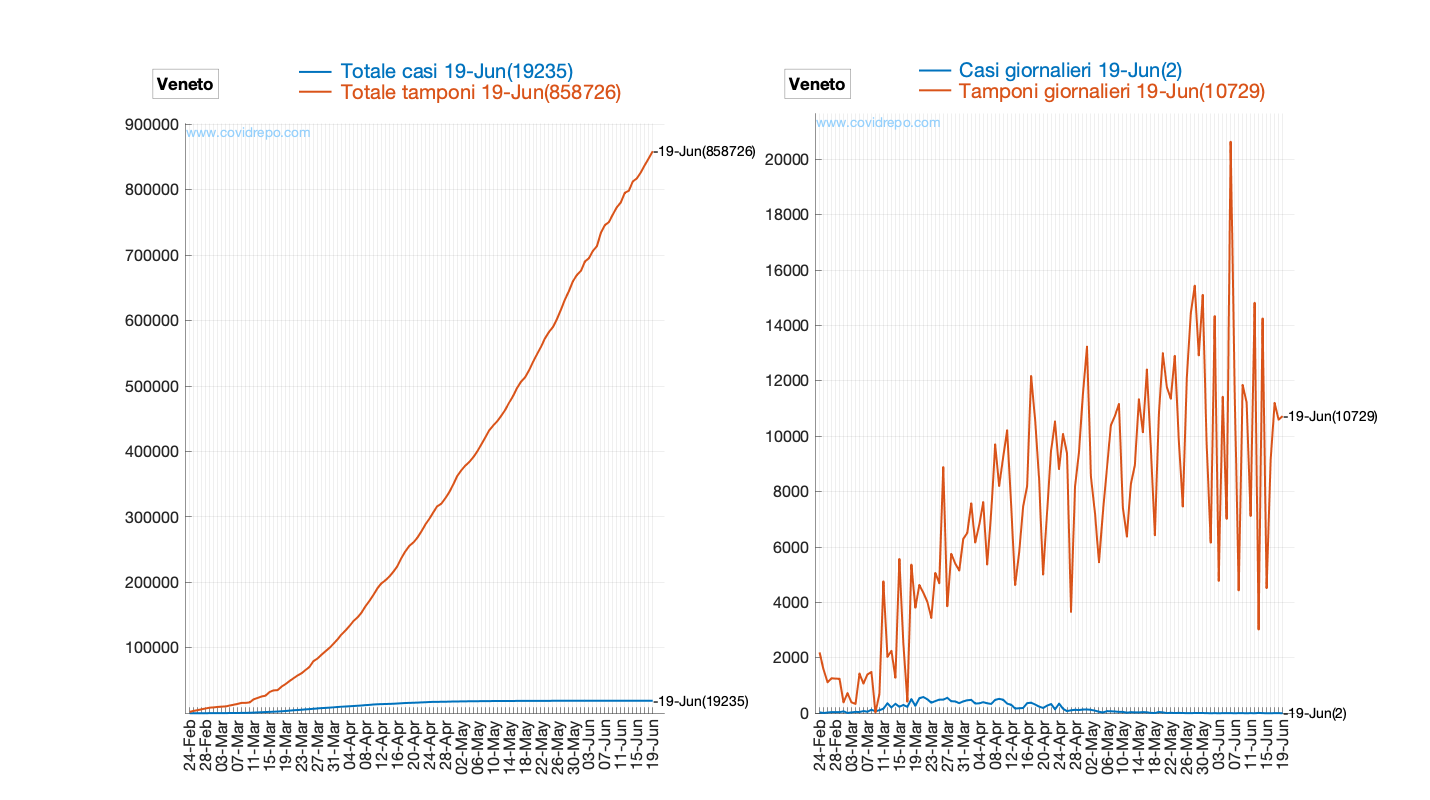 Veneto
Totale casi 19-Jun(19235)
Totale tamponi 19-Jun(858726)
www.covidrepo.com
900000
800000
700000
600000
500000
400000
300000
200000
100000
-19-Jun(858726)
-19-Jun(19235)
24-Feb
28-Feb
03-Mar
07-Mar
11-Mar
15-Mar
19-Mar
23-Mar
27-Mar
31-Mar
04-Apr
08-Apr
12-Apr
16-Apr
20-Apr
24-Apr
28-Apr
02-May
06-May
10-May
14-May
18-May
22-May
26-May
30-May
03-Jun
07-Jun
11-Jun
15-Jun
19-Jun
Veneto
Casi giornalieri 19-Jun(2)
Tamponi giornalieri 19-Jun(10729)
www.covidrepo.com
20000
18000
16000
14000
12000
10000
8000
6000
4000
2000
0
-19-Jun(10729)
-19-Jun(2)
24-Feb
28-Feb
03-Mar
07-Mar
11-Mar
15-Mar
19-Mar
23-Mar
27-Mar
31-Mar
04-Apr
08-Apr
12-Apr
16-Apr
20-Apr
24-Apr
28-Apr
02-May
06-May
10-May
14-May
18-May
22-May
26-May
30-May
03-Jun
07-Jun
11-Jun
15-Jun
19-Jun